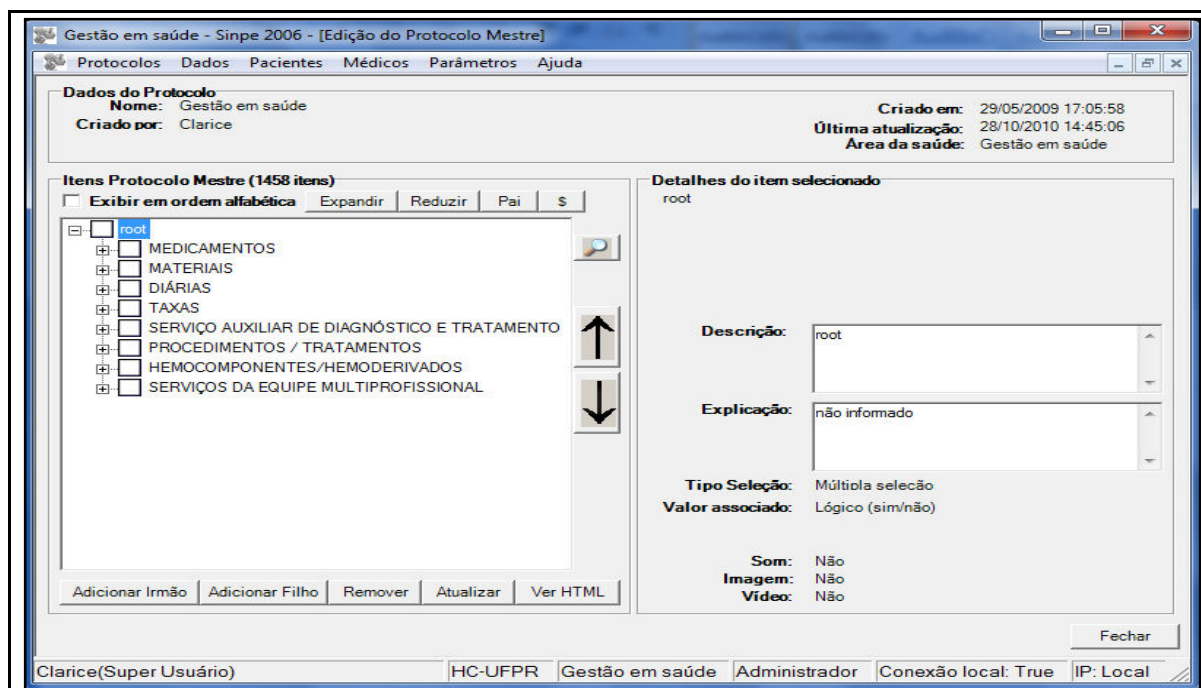 Gestão em saúde - Sinpe 2006 - [Edição do Protocolo Mestre]
Protocolos Dados Pacientes Médicos Parâmetros Ajuda
Dados do Protocolo
Nome: Gestão em saúde
Criado por: Clarice
Criado em: 29/05/2009 17:05:58
Última atualização: 28/10/2010 14:45:06
Área da saúde: Gestão em saúde
Itens Protocolo Mestre (1458 itens)
Exibir em ordem alfabética Expandir Reduzir Pai $
root
MEDICAMENTOS
MATERIAIS
DIÁRIAS
TAXAS
SERVIÇO AUXILIAR DE DIAGNÓSTICO E TRATAMENTO
PROCEDIMENTOS / TRATAMENTOS
HEMOCOMPONENTES/HEMODERIVADOS
SERVIÇOS DA EQUIPE MULTIPROFISSIONAL
Adicionar Irmão Adicionar Filho Remover Atualizar Ver HTML
Detalhes do item selecionado
root
Descrição: root
Explicação: não informado
Tipo Seleção: Múltipla seleção
Valor associado: Lógico (sim/não)
Som: Não
Imagem: Não
Vídeo: Não
Fechar
Clarice(Super Usuário) HC-UFPR Gestão em saúde Administrador Conexão local: True IP: Local